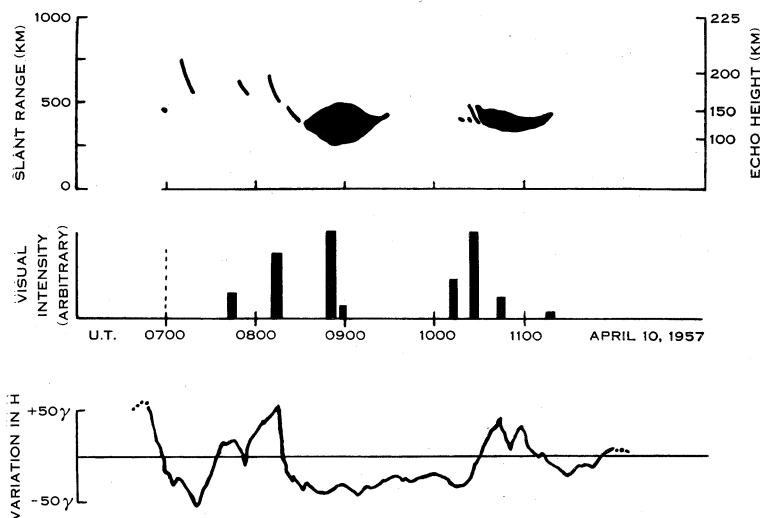 1000
500
0
SLANT RANGE (KM)
225
200
150
100
ECHO HEIGHT (KM)
VISUAL
INTENSITY
(ARBITRARY)
U.T. 0700 0800 0900 1000 1100 APRIL 10, 1957
+50γ
-50γ
VARIATION IN H